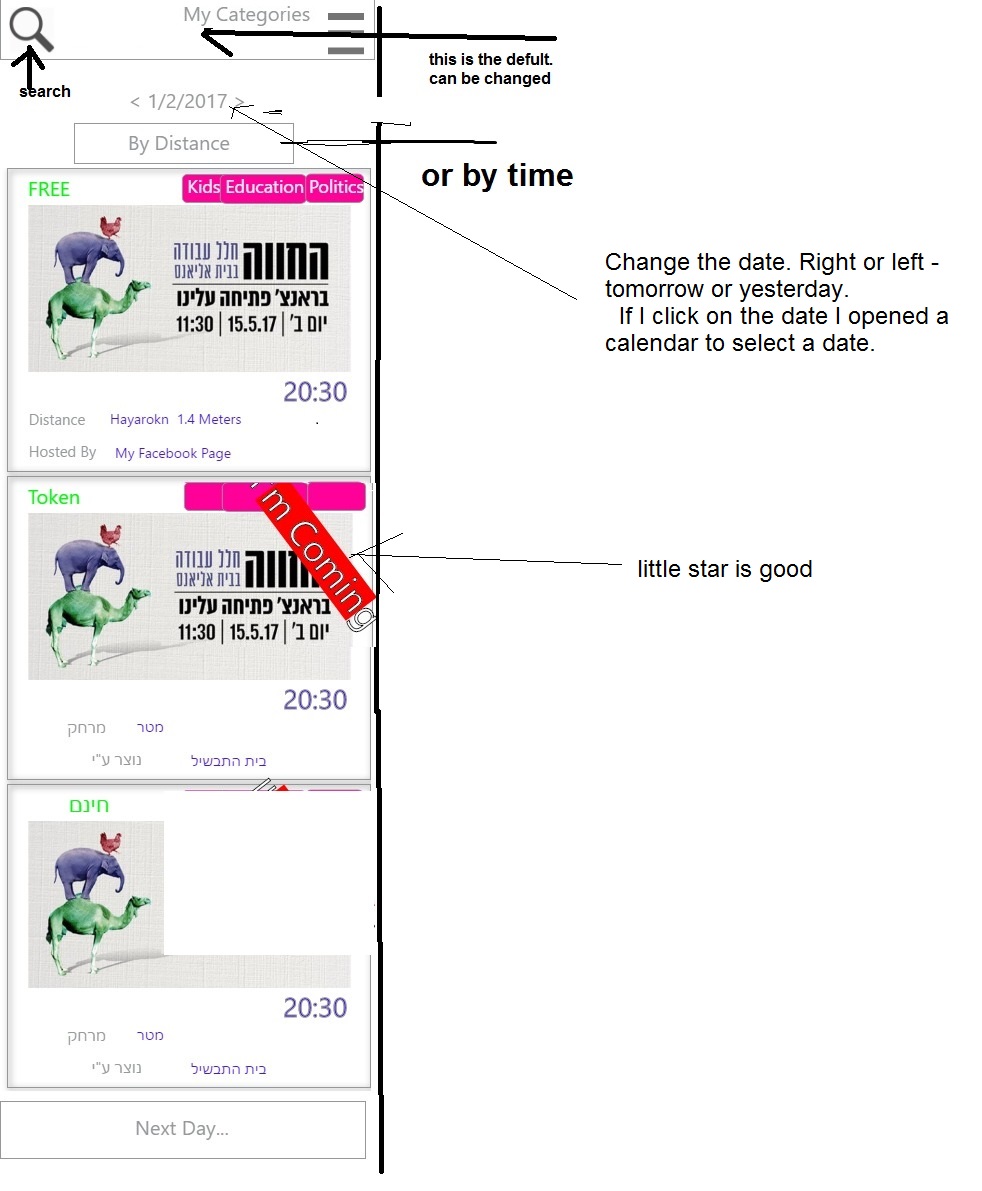 My Categories
this is the defult.
can be changed
search
< 1/2/2017 >
By Distance
or by time
FREE
Kids Education Politics
החווה חלל עבודה
בבית אליאנס
בראנצ' פתיחה עלינו
יום ב' | 15.5.17 | 11:30
20:30
Distance Hayarokn 1.4 Meters .
Hosted By My Facebook Page
Change the date. Right or left -
tomorrow or yesterday.
If I click on the date I opened a
calendar to select a date.
Token
I'm Coming
חלל עבודה
בבית אליאנס
בראנצ' פתיחה עלינו
יום ב' | 15.5.17 | 11:30
20:30
מרחק מטר
נוצר ע"י בית התבשיל
little star is good
חינם
20:30
מרחק מטר
נוצר ע"י בית התבשיל
Next Day...